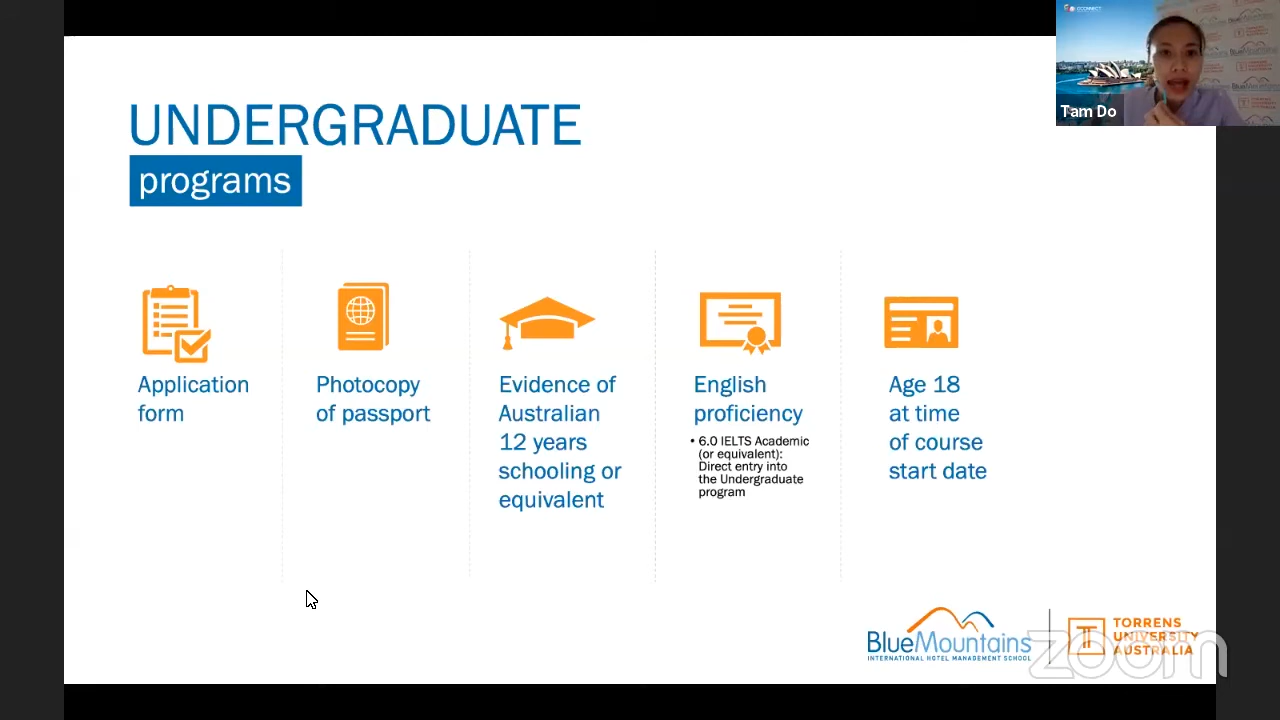 CONNECT
Tam Do
UNDERGRADUATE
programs
Application
form
Photocopy
of passport
Evidence of
Australian
12 years
schooling or
equivalent
English
proficiency
• 6.0 IELTS Academic
(or equivalent):
Direct entry into
the Undergraduate
program
Age 18
at time
of course
start date
BlueMountains
INTERNATIONAL HOTEL MANAGEMENT SCHOOL
TORRENS
UNIVERSITY
AUSTRALIA
zoom